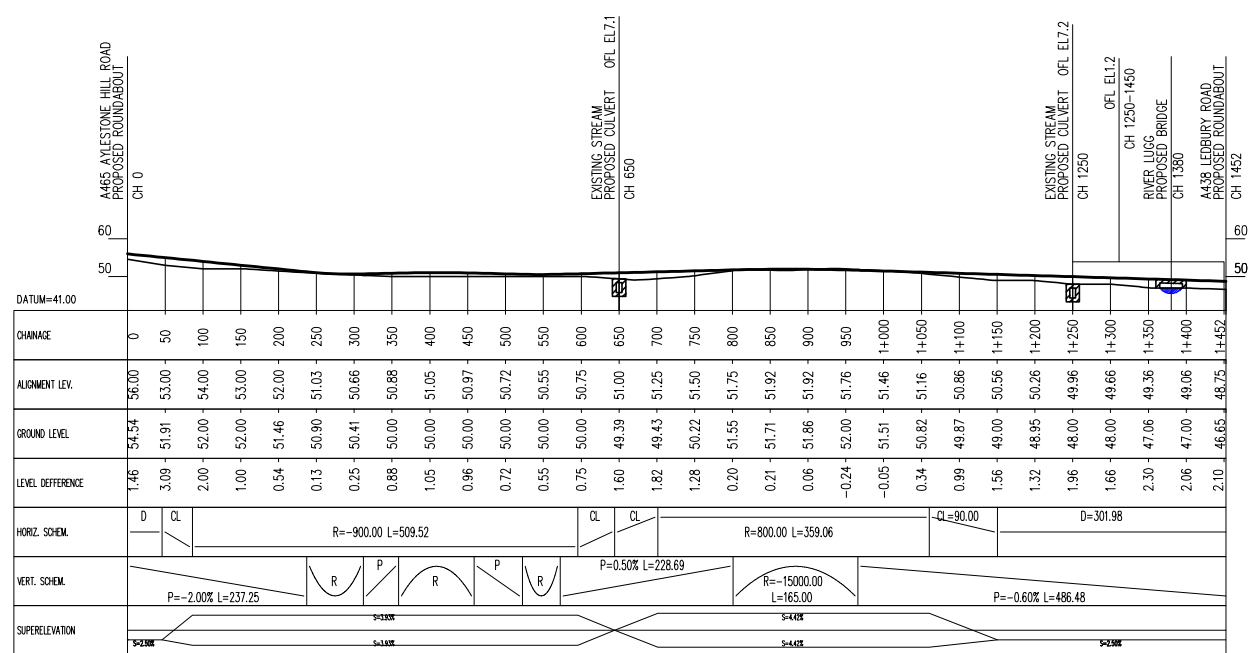 A465 AYLESTONE HILL ROAD
PROPOSED ROUNDABOUT
CH 0
EXISTING STREAM OFL EL7.1
PROPOSED CULVERT
CH 650
EXISTING STREAM OFL EL7.2
PROPOSED CULVERT
CH 1250
OFL EL1.2
CH 1250-1450
RIVER LUGG
PROPOSED BRIDGE
CH 1380
A438 LEDBURY ROAD
PROPOSED ROUNDABOUT
CH 1452
60 60
50 50
DATUM=41.00
CHAINAGE 0 50 100 150 200 250 300 350 400 450 500 550 600 650 700 750 800 850 900 950 1+000 1+050 1+100 1+150 1+200 1+250 1+300 1+350 1+400 1+452
ALIGNMENT LEV. 56.00 53.00 54.00 53.00 52.00 51.03 50.66 50.88 51.05 50.97 50.72 50.55 50.75 51.00 51.25 51.50 51.75 51.92 51.92 51.76 51.46 51.16 50.86 50.56 50.26 49.96 49.66 49.36 49.06 48.75
GROUND LEVEL 54.54 51.91 52.00 52.00 51.46 50.90 50.41 50.00 50.00 50.00 50.00 50.00 50.00 49.39 49.43 50.22 51.55 51.71 51.86 52.00 51.51 50.82 49.87 49.00 48.95 48.00 48.00 47.06 47.00 46.65
LEVEL DEFFERENCE 1.46 3.09 2.00 1.00 0.54 0.13 0.25 0.88 1.05 0.96 0.72 0.55 0.75 1.60 1.82 1.28 0.20 0.21 0.06 -0.24 -0.05 0.34 0.99 1.56 1.32 1.96 1.66 2.30 2.06 2.10
HORIZ. SCHEM. D CL R=-900.00 L=509.52 CL CL R=800.00 L=359.06 CL=90.00 D=301.98
VERT. SCHEM. P=-2.00% L=237.25 R P R P R P=0.50% L=228.69 R=-15000.00 L=165.00 P=-0.60% L=486.48
SUPERELEVATION
S=3.93% S=4.42%
S=2.50% S=3.93% S=4.42% S=2.50%